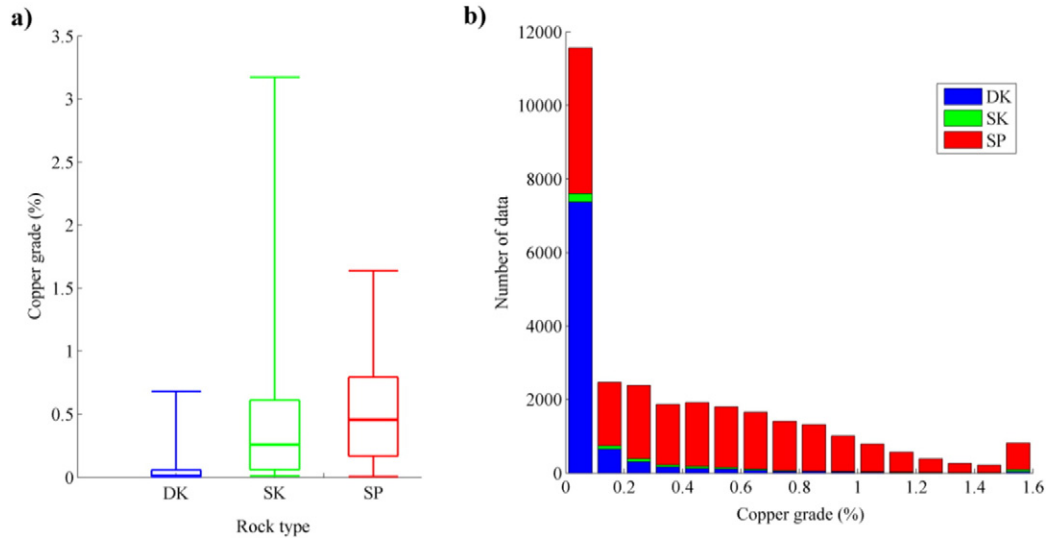 a)
3.5
3
2.5
2
1.5
1
0.5
0
Copper grade (%)
DK
SK
SP
Rock type
b)
12000
10000
8000
6000
4000
2000
0
Number of data
DK
SK
SP
0
0.2
0.4
0.6
0.8
1
1.2
1.4
1.6
Copper grade (%)